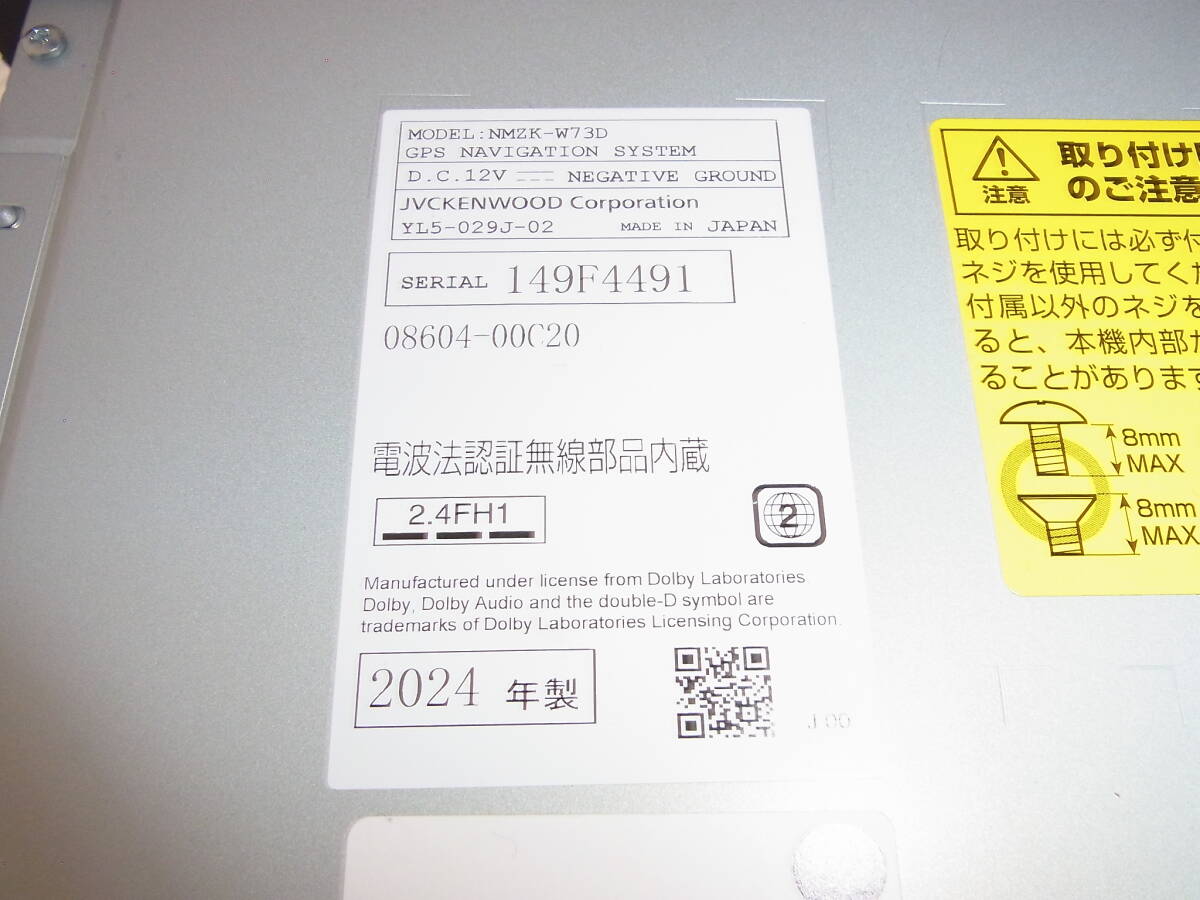 MODEL:NMZK-W73D
GPS NAVIGATION SYSTEM
D.C.12V NEGATIVE GROUND
JVCKENWOOD Corporation
YL5-029J-02 MADE IN JAPAN
SERIAL 149F4491
08604-00C20
電波法認証無線部品内蔵
2.4FH1
2
Manufactured under license from Dolby Laboratories.
Dolby, Dolby Audio and the double-D symbol are
trademarks of Dolby Laboratories Licensing Corporation.
2024 年製
J 00
注意
取り付け
のご注意
取り付けには必ず付
ネジを使用してくだ
付属以外のネジを
ると、本機内部が
ることがあります
8mm
MAX
8mm
MAX